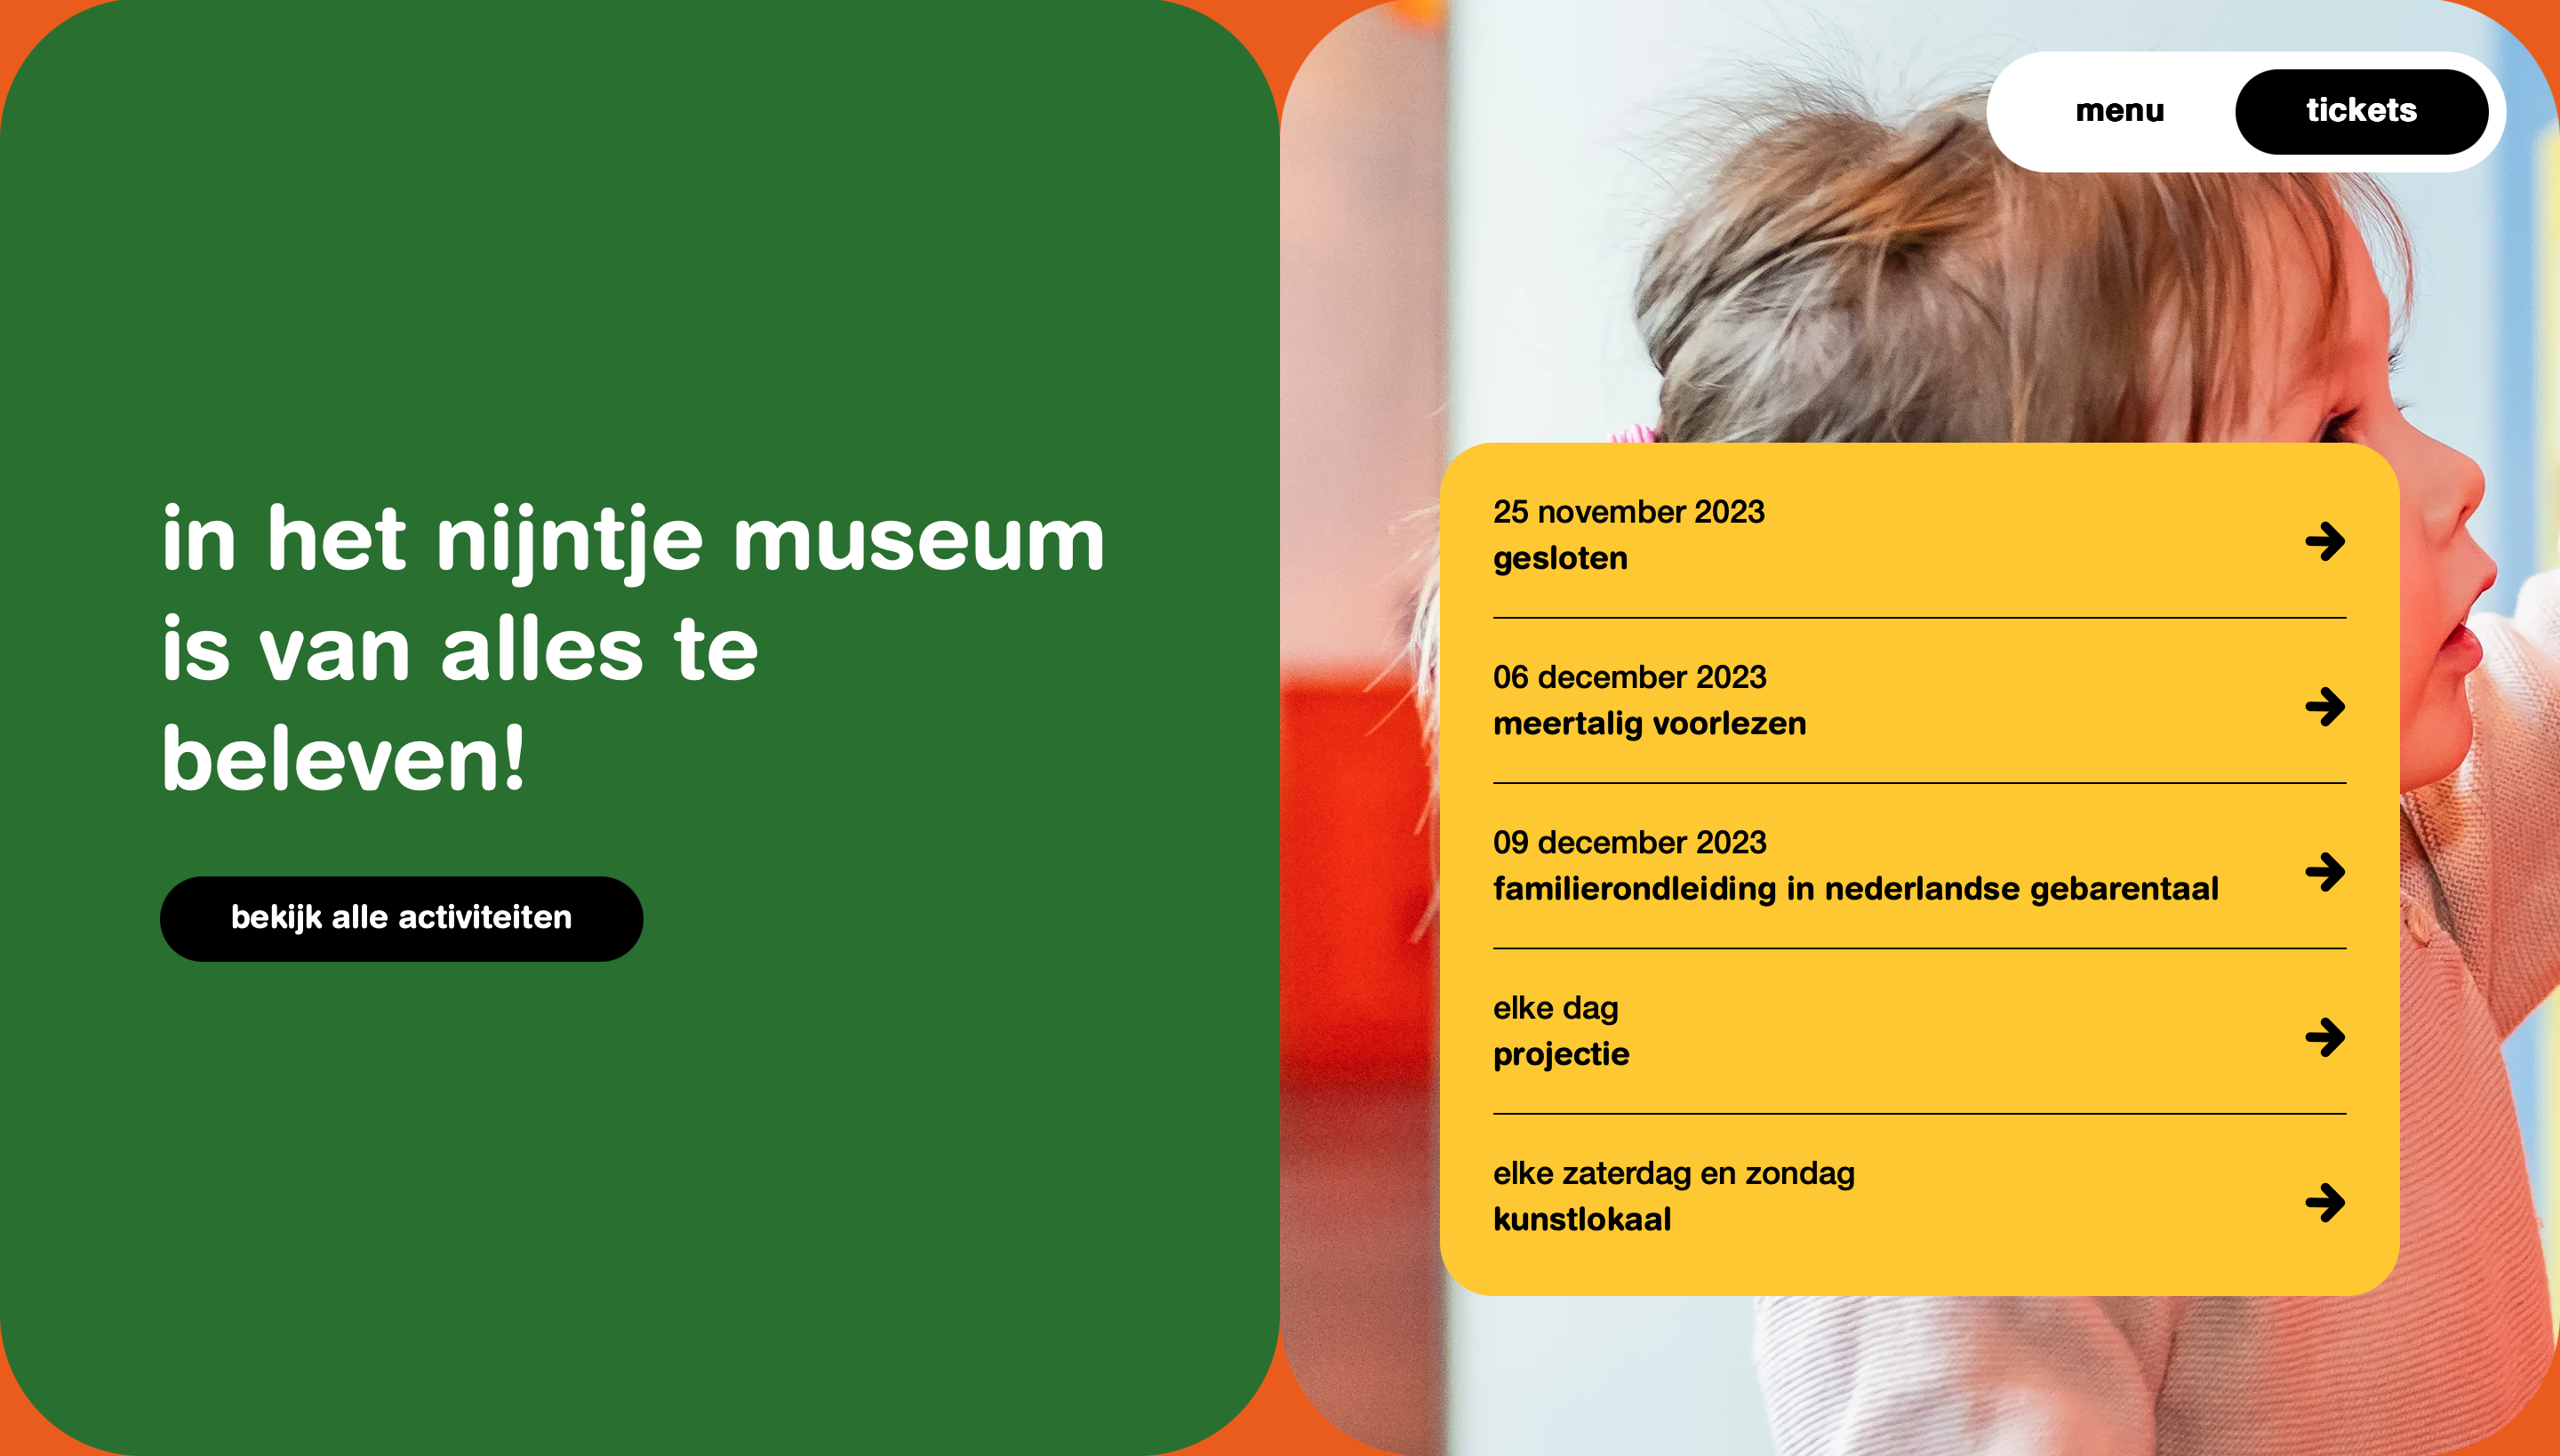 menu
tickets
in het nijntje museum
is van alles te
beleven!
bekijk alle activiteiten
25 november 2023
gesloten
06 december 2023
meertalig voorlezen
09 december 2023
familierondleiding in nederlandse gebarentaal
elke dag
projectie
elke zaterdag en zondag
kunstlokaal